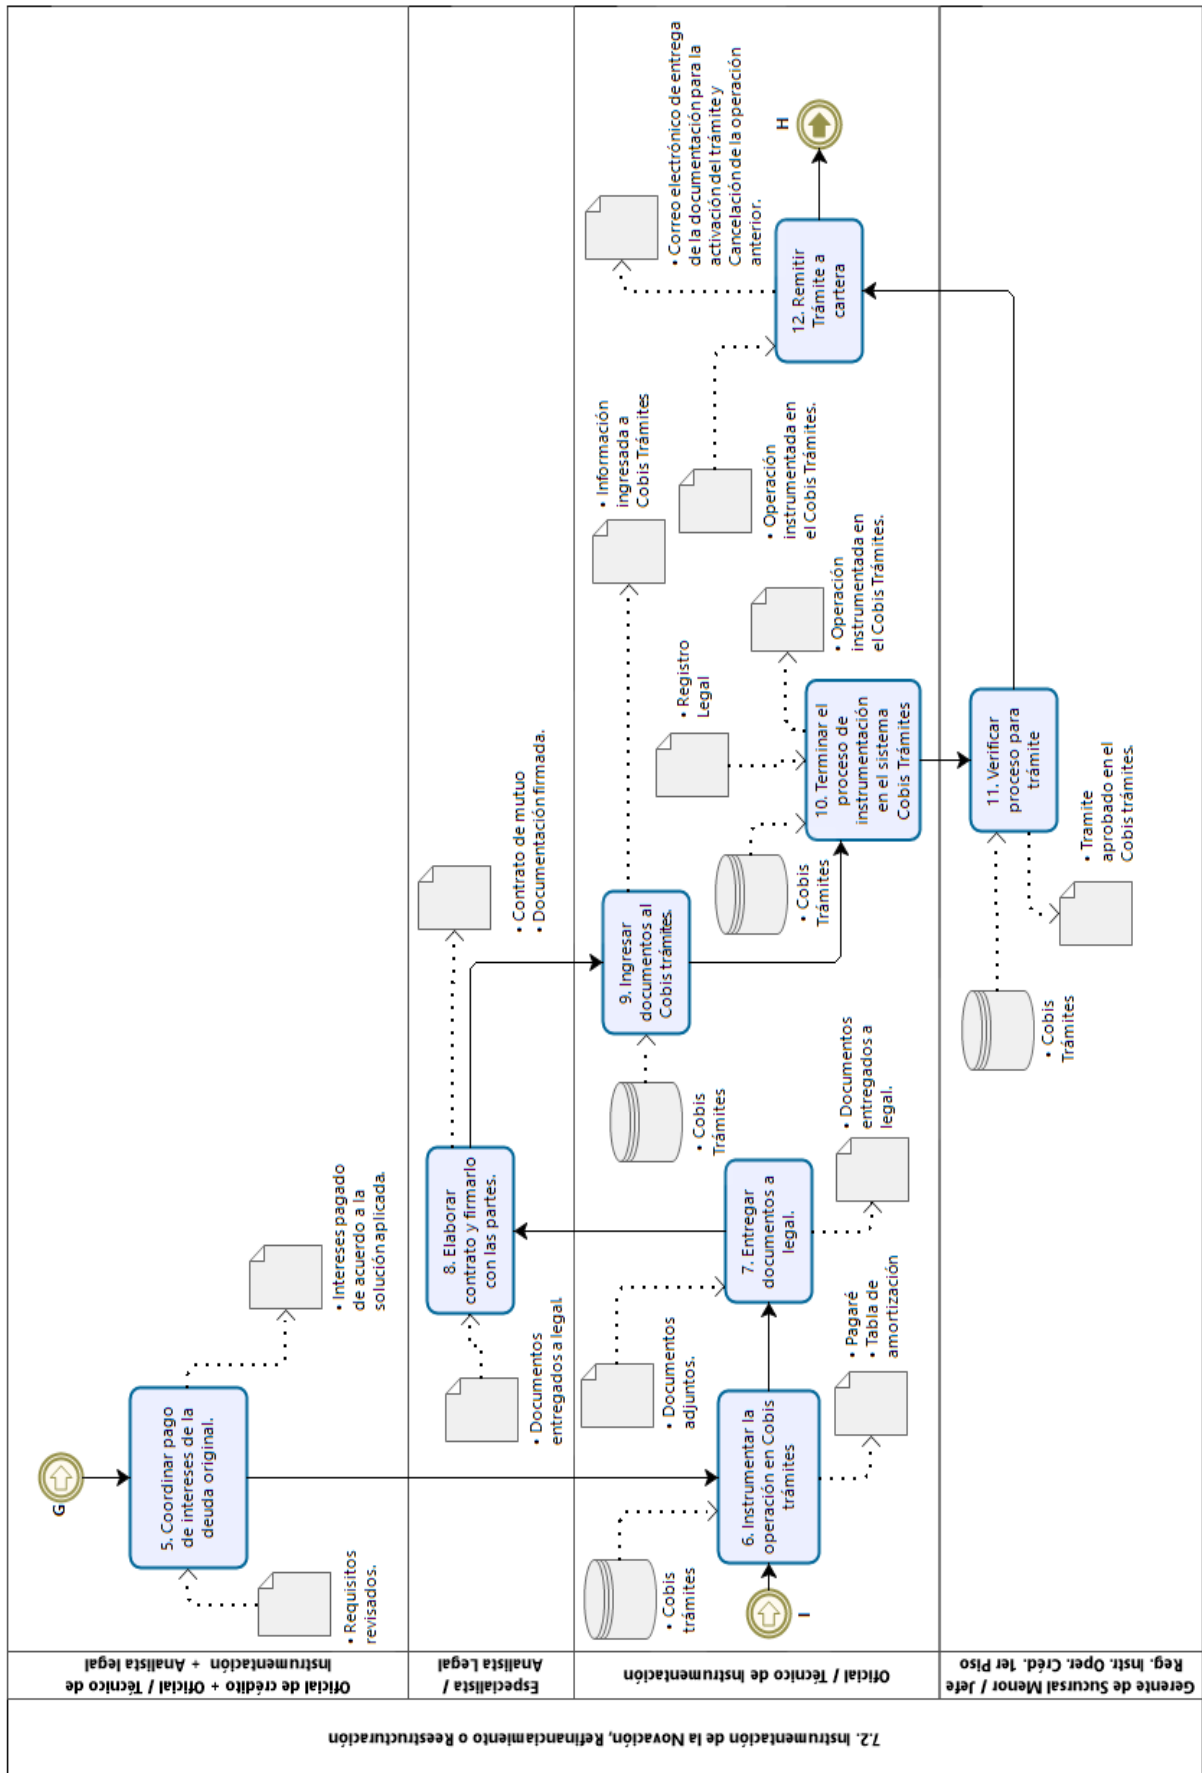 7.2. Instrumentación de la Novación, Refinanciamiento o Reestructuración
Oficial de crédito + Oficial / Técnico de
Instrumentación + Analista legal
G
5. Coordinar pago
de intereses de la
deuda original.
• Requisitos
revisados.
• Intereses pagado
de acuerdo a la
solución aplicada.
Especialista /
Analista Legal
8. Elaborar
contrato y firmarlo
con las partes.
• Documentos
entregados a legal.
• Contrato de mutuo
• Documentación firmada.
Oficial / Técnico de Instrumentación
I
• Cobis
trámites
6. Instrumentar la
operación en Cobis
trámites
• Pagaré
• Tabla de
amortización
• Documentos
adjuntos.
7. Entregar
documentos a
legal.
• Documentos
entregados a
legal.
• Cobis
Trámites
9. Ingresar
documentos al
Cobis trámites.
• Información
ingresada a
Cobis Trámites
• Cobis
Trámites
• Registro
Legal
10. Terminar el
proceso de
instrumentación
en el sistema
Cobis Trámites
• Operación
instrumentada en
el Cobis Trámites.
• Operación
instrumentada en
el Cobis Trámites.
12. Remitir
Trámite a
cartera
• Correo electrónico de entrega
de la documentación para la
activación del trámite y
Cancelación de la operación
anterior.
H
Gerente de Sucursal Menor / Jefe
Reg. Instr. Oper. Créd. 1er Piso
• Cobis
Trámites
11. Verificar
proceso para
trámite
• Tramite
aprobado en el
Cobis trámites.